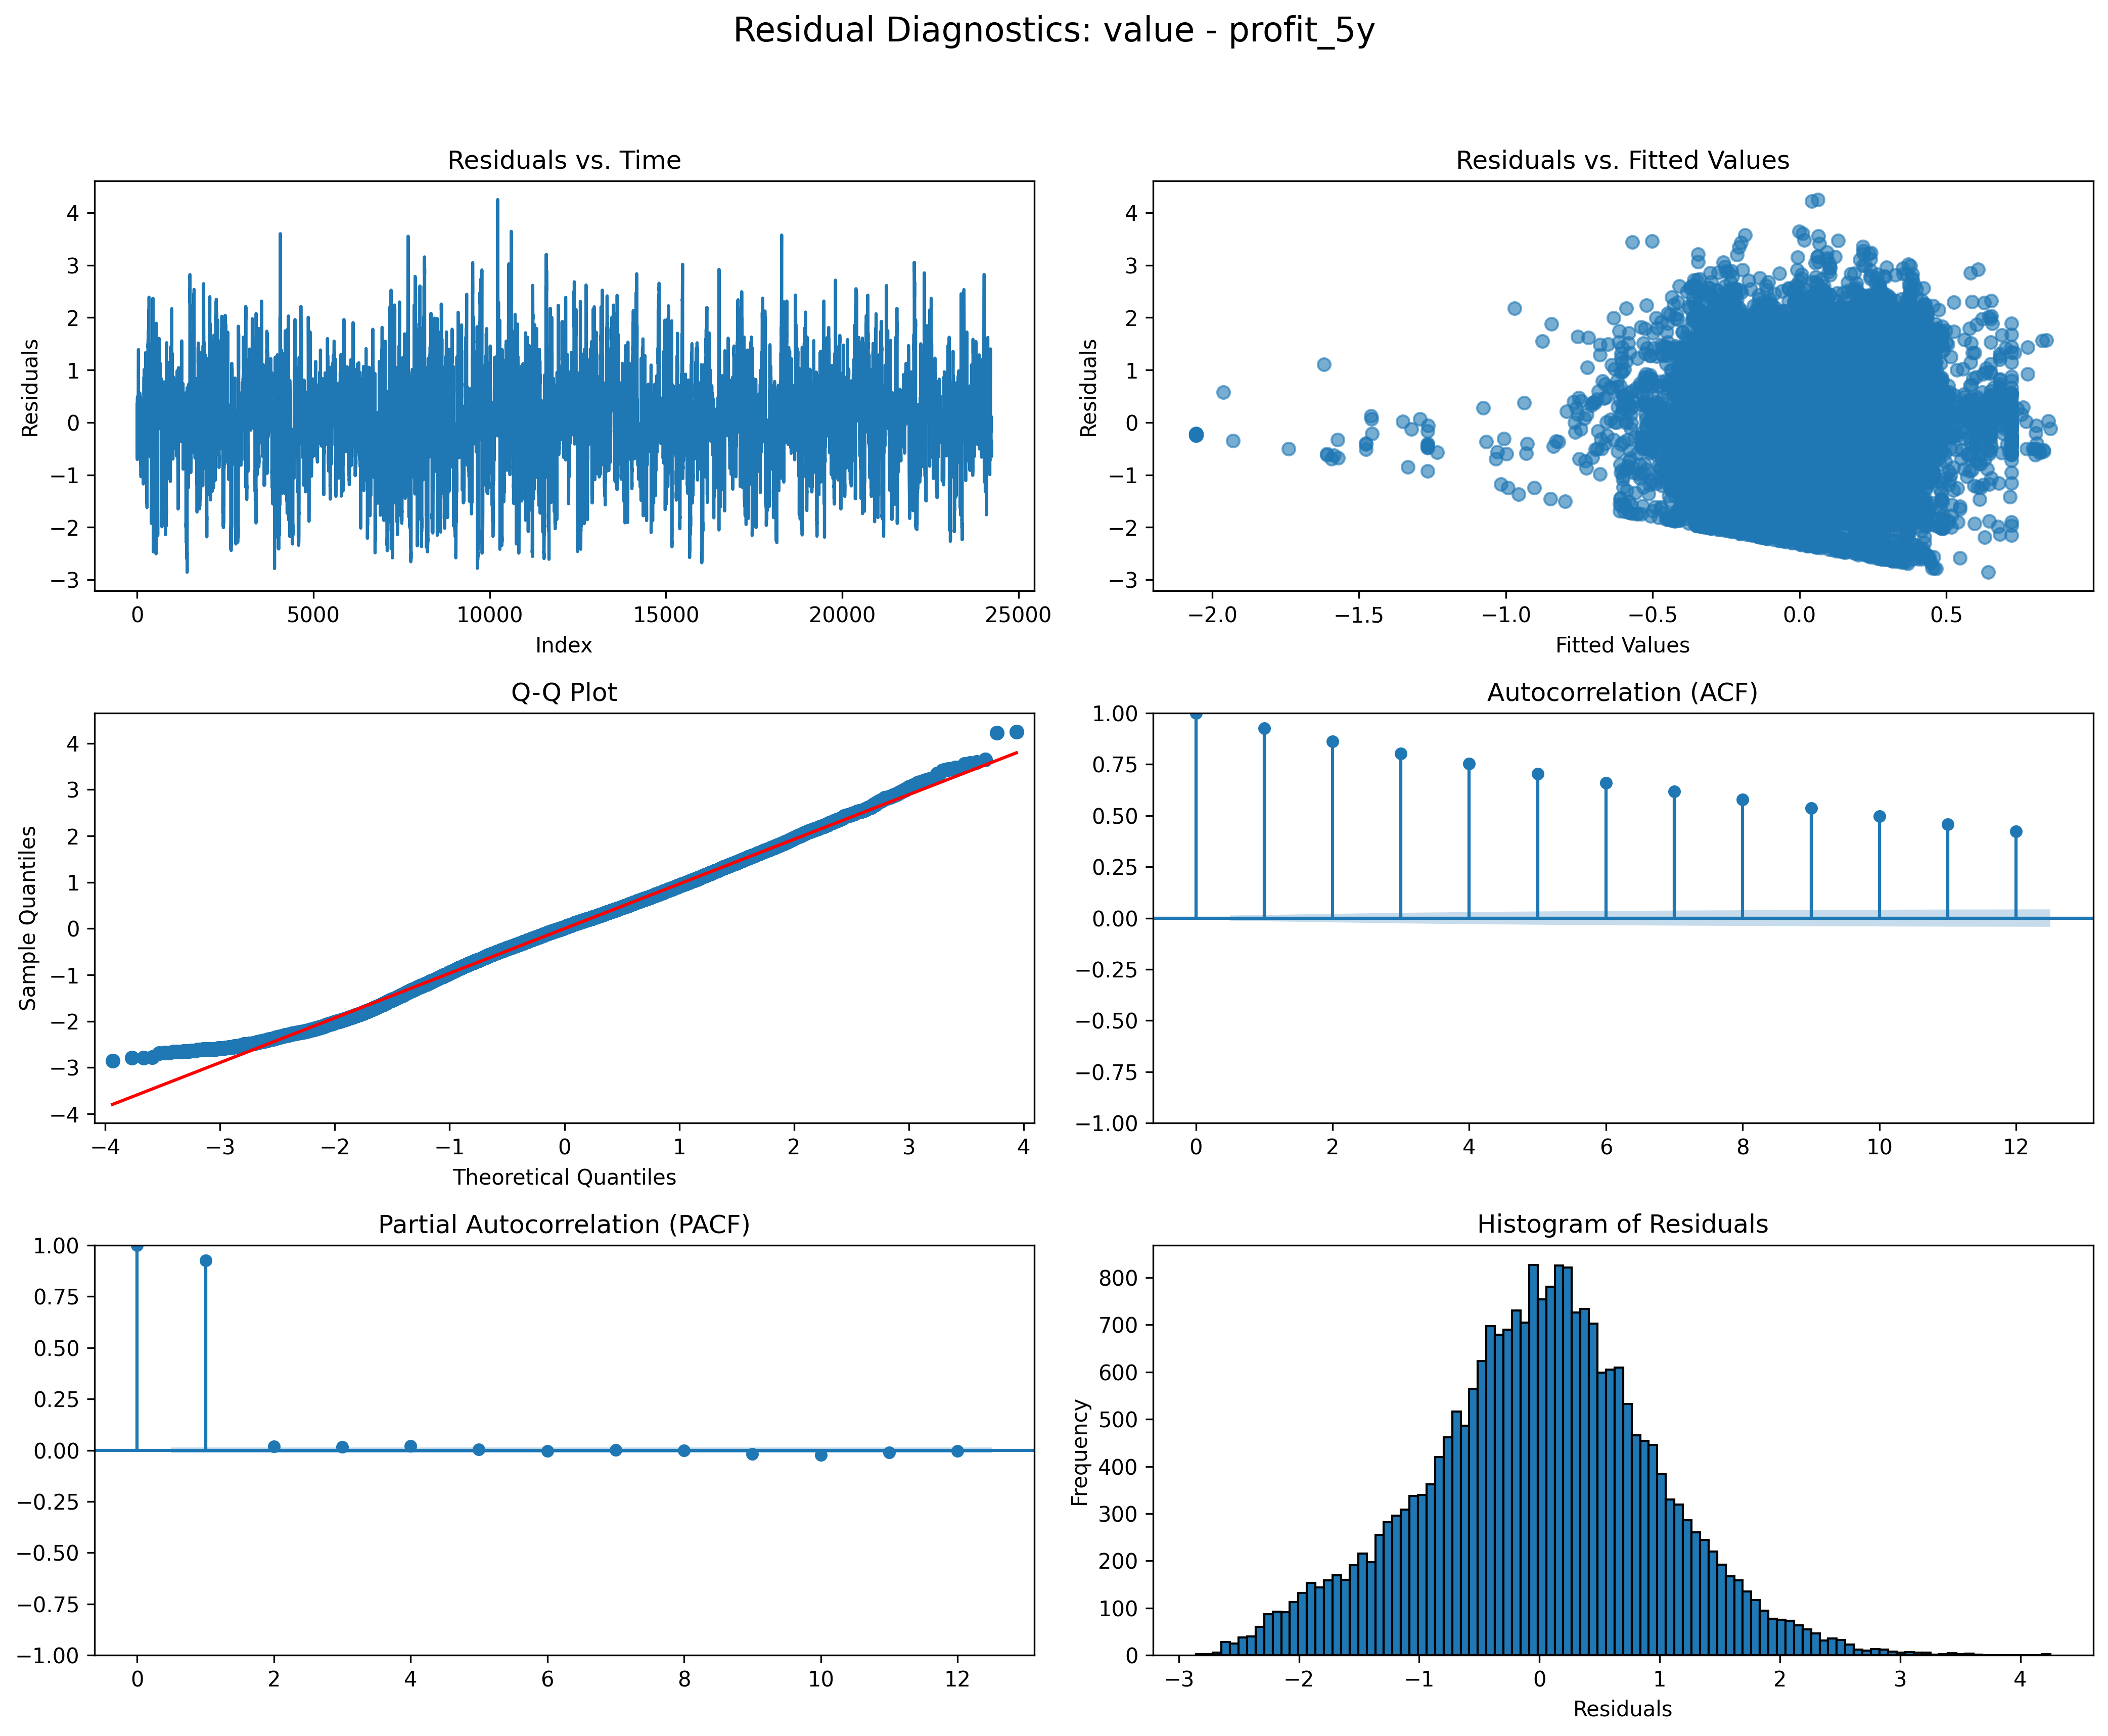 Residual Diagnostics: value - profit_5y
Residuals vs. Time
Residuals
4
3
2
1
0
−1
−2
−3
0 5000 10000 15000 20000 25000
Index
Residuals vs. Fitted Values
Residuals
4
3
2
1
0
−1
−2
−3
−2.0 −1.5 −1.0 −0.5 0.0 0.5
Fitted Values
Q-Q Plot
Sample Quantiles
4
3
2
1
0
−1
−2
−3
−4
−4 −3 −2 −1 0 1 2 3 4
Theoretical Quantiles
Autocorrelation (ACF)
1.00
0.75
0.50
0.25
0.00
−0.25
−0.50
−0.75
−1.00
0 2 4 6 8 10 12
Partial Autocorrelation (PACF)
1.00
0.75
0.50
0.25
0.00
−0.25
−0.50
−0.75
−1.00
0 2 4 6 8 10 12
Histogram of Residuals
Frequency
800
700
600
500
400
300
200
100
0
−3 −2 −1 0 1 2 3 4
Residuals